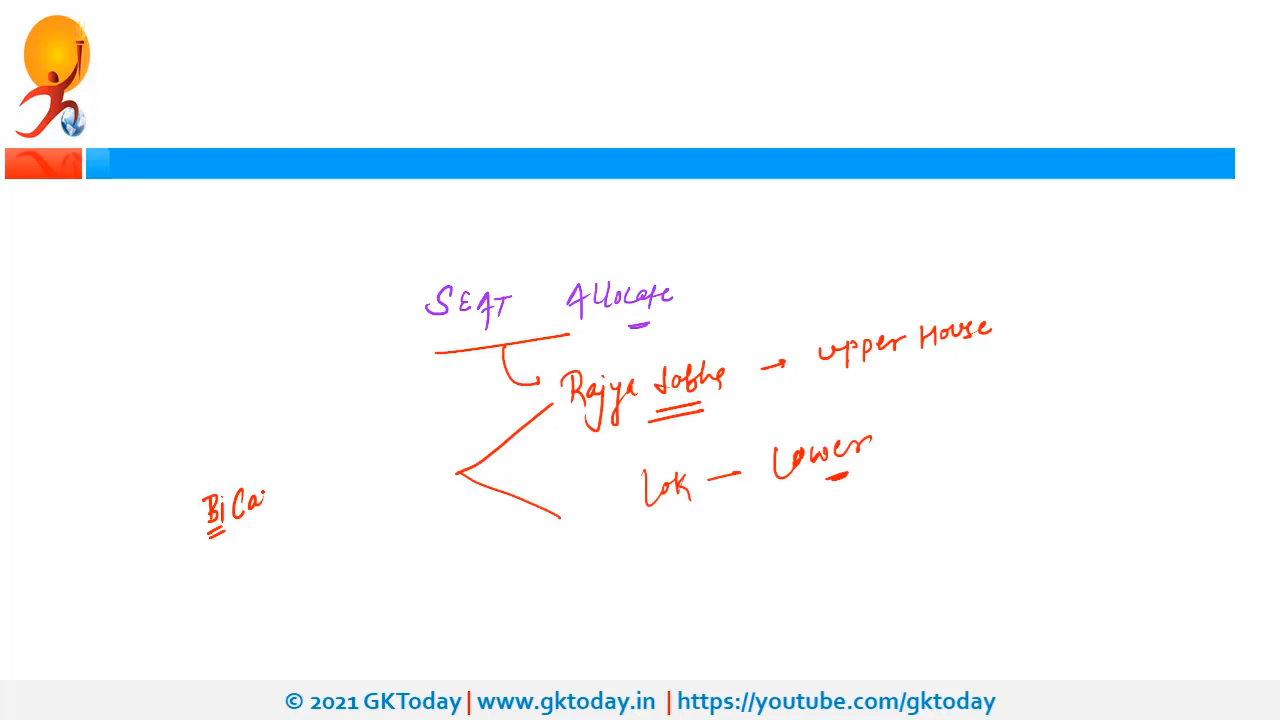 SEAT Allocate
Rajya Sabha → Upper House
Lok — Lower
BiCa
© 2021 GKToday | www.gktoday.in | https://youtube.com/gktoday